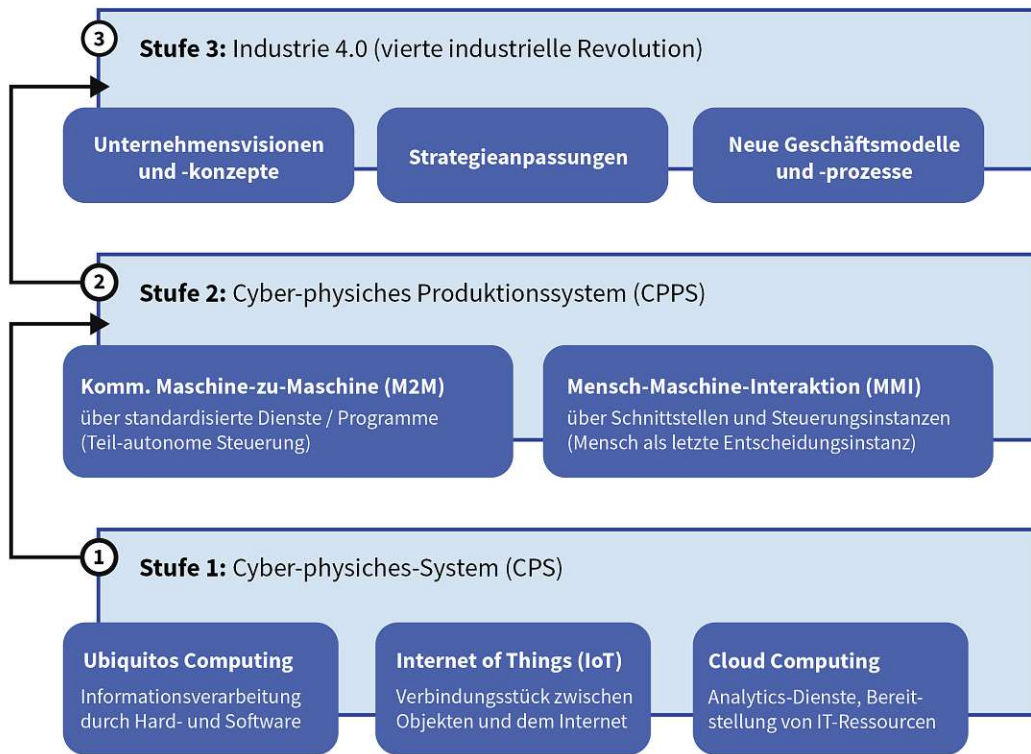 3
Stufe 3: Industrie 4.0 (vierte industrielle Revolution)
Unternehmensvisionen
und -konzepte
Strategieanpassungen
Neue Geschäftsmodelle
und -prozesse
2
Stufe 2: Cyber-physiches Produktionssystem (CPPS)
Komm. Maschine-zu-Maschine (M2M)
über standardisierte Dienste / Programme
(Teil-autonome Steuerung)
Mensch-Maschine-Interaktion (MMI)
über Schnittstellen und Steuerungsinstanzen
(Mensch als letzte Entscheidungsinstanz)
1
Stufe 1: Cyber-physiches-System (CPS)
Ubiquitos Computing
Informationsverarbeitung
durch Hard- und Software
Internet of Things (IoT)
Verbindungsstück zwischen
Objekten und dem Internet
Cloud Computing
Analytics-Dienste, Bereit-
stellung von IT-Ressourcen